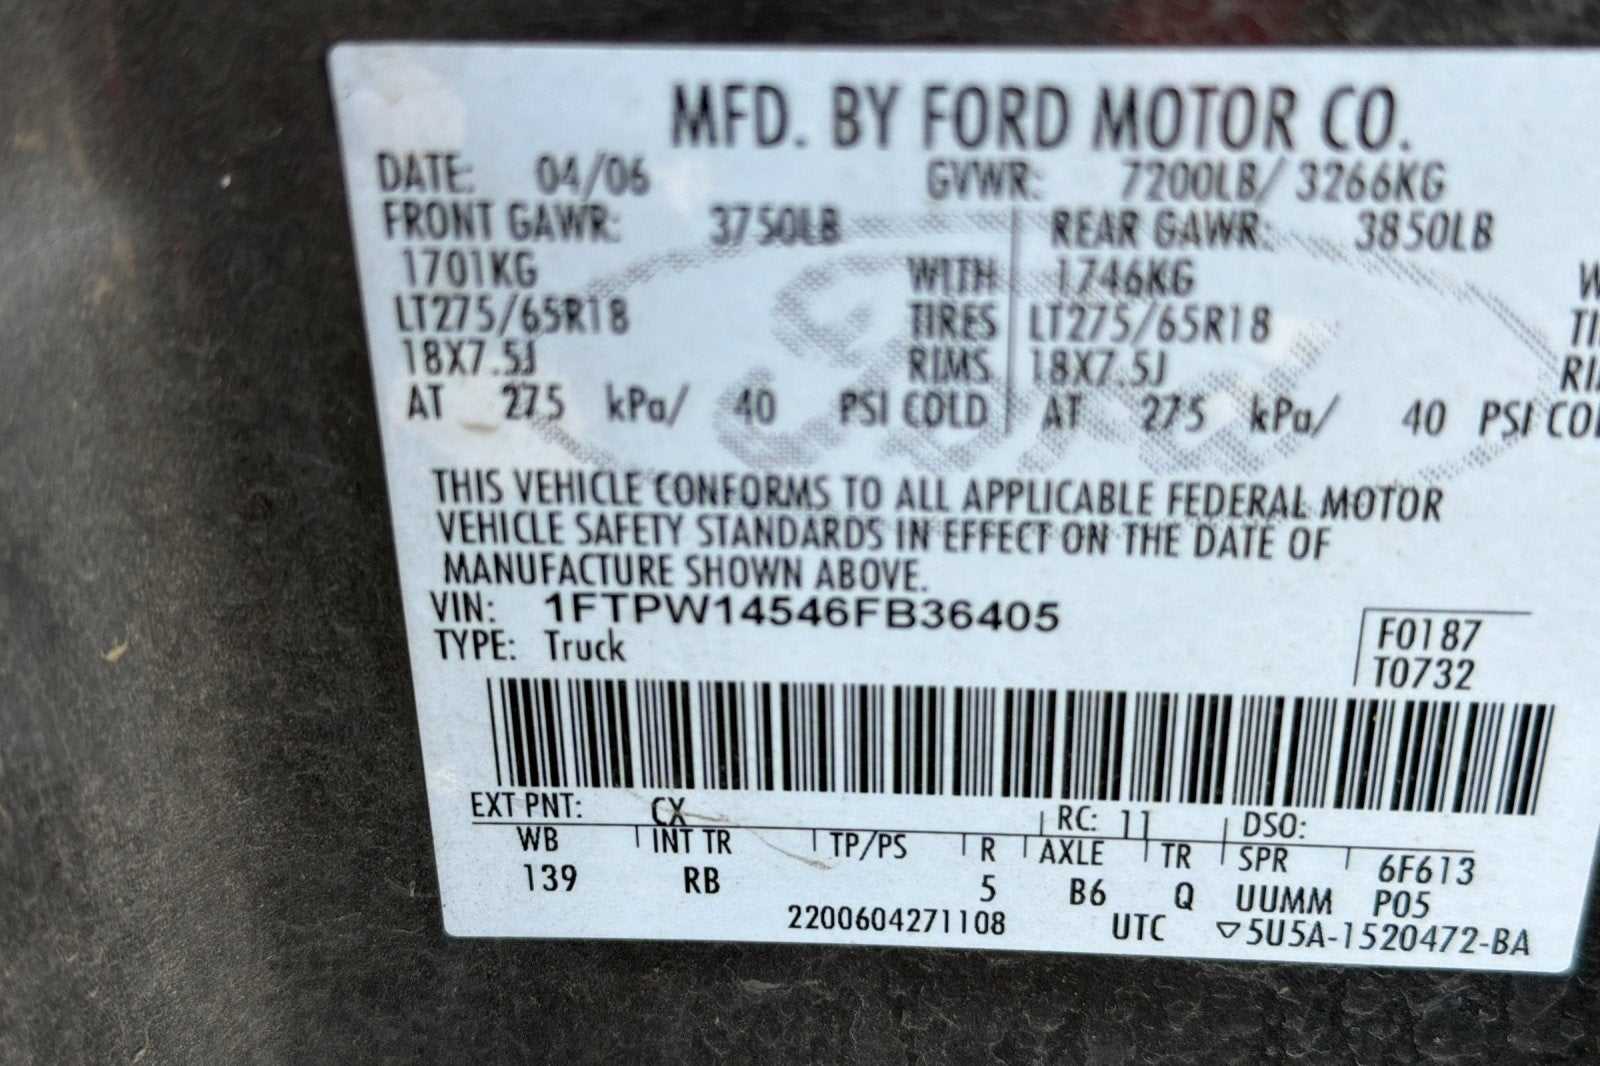 MFD. BY FORD MOTOR CO.
DATE: 04/06 GVWR: 7200LB/ 3266KG
FRONT GAWR: 3750LB REAR GAWR: 3850LB
1701KG WITH 1746KG W
LT275/65R18 TIRES LT275/65R18 TI
18X7.5J RIMS 18X7.5J RI
AT 275 kPa/ 40 PSI COLD AT 275 kPa/ 40 PSI COL
THIS VEHICLE CONFORMS TO ALL APPLICABLE FEDERAL MOTOR
VEHICLE SAFETY STANDARDS IN EFFECT ON THE DATE OF
MANUFACTURE SHOWN ABOVE.
VIN: 1FTPW14546FB36405
TYPE: Truck
F0187
T0732
EXT PNT: CX RC: 11 DSO:
WB INT TR TP/PS R AXLE TR SPR 6F613
139 RB 5 B6 Q UUMM P05
2200604271108 UTC ▽5U5A-1520472-BA
Ford